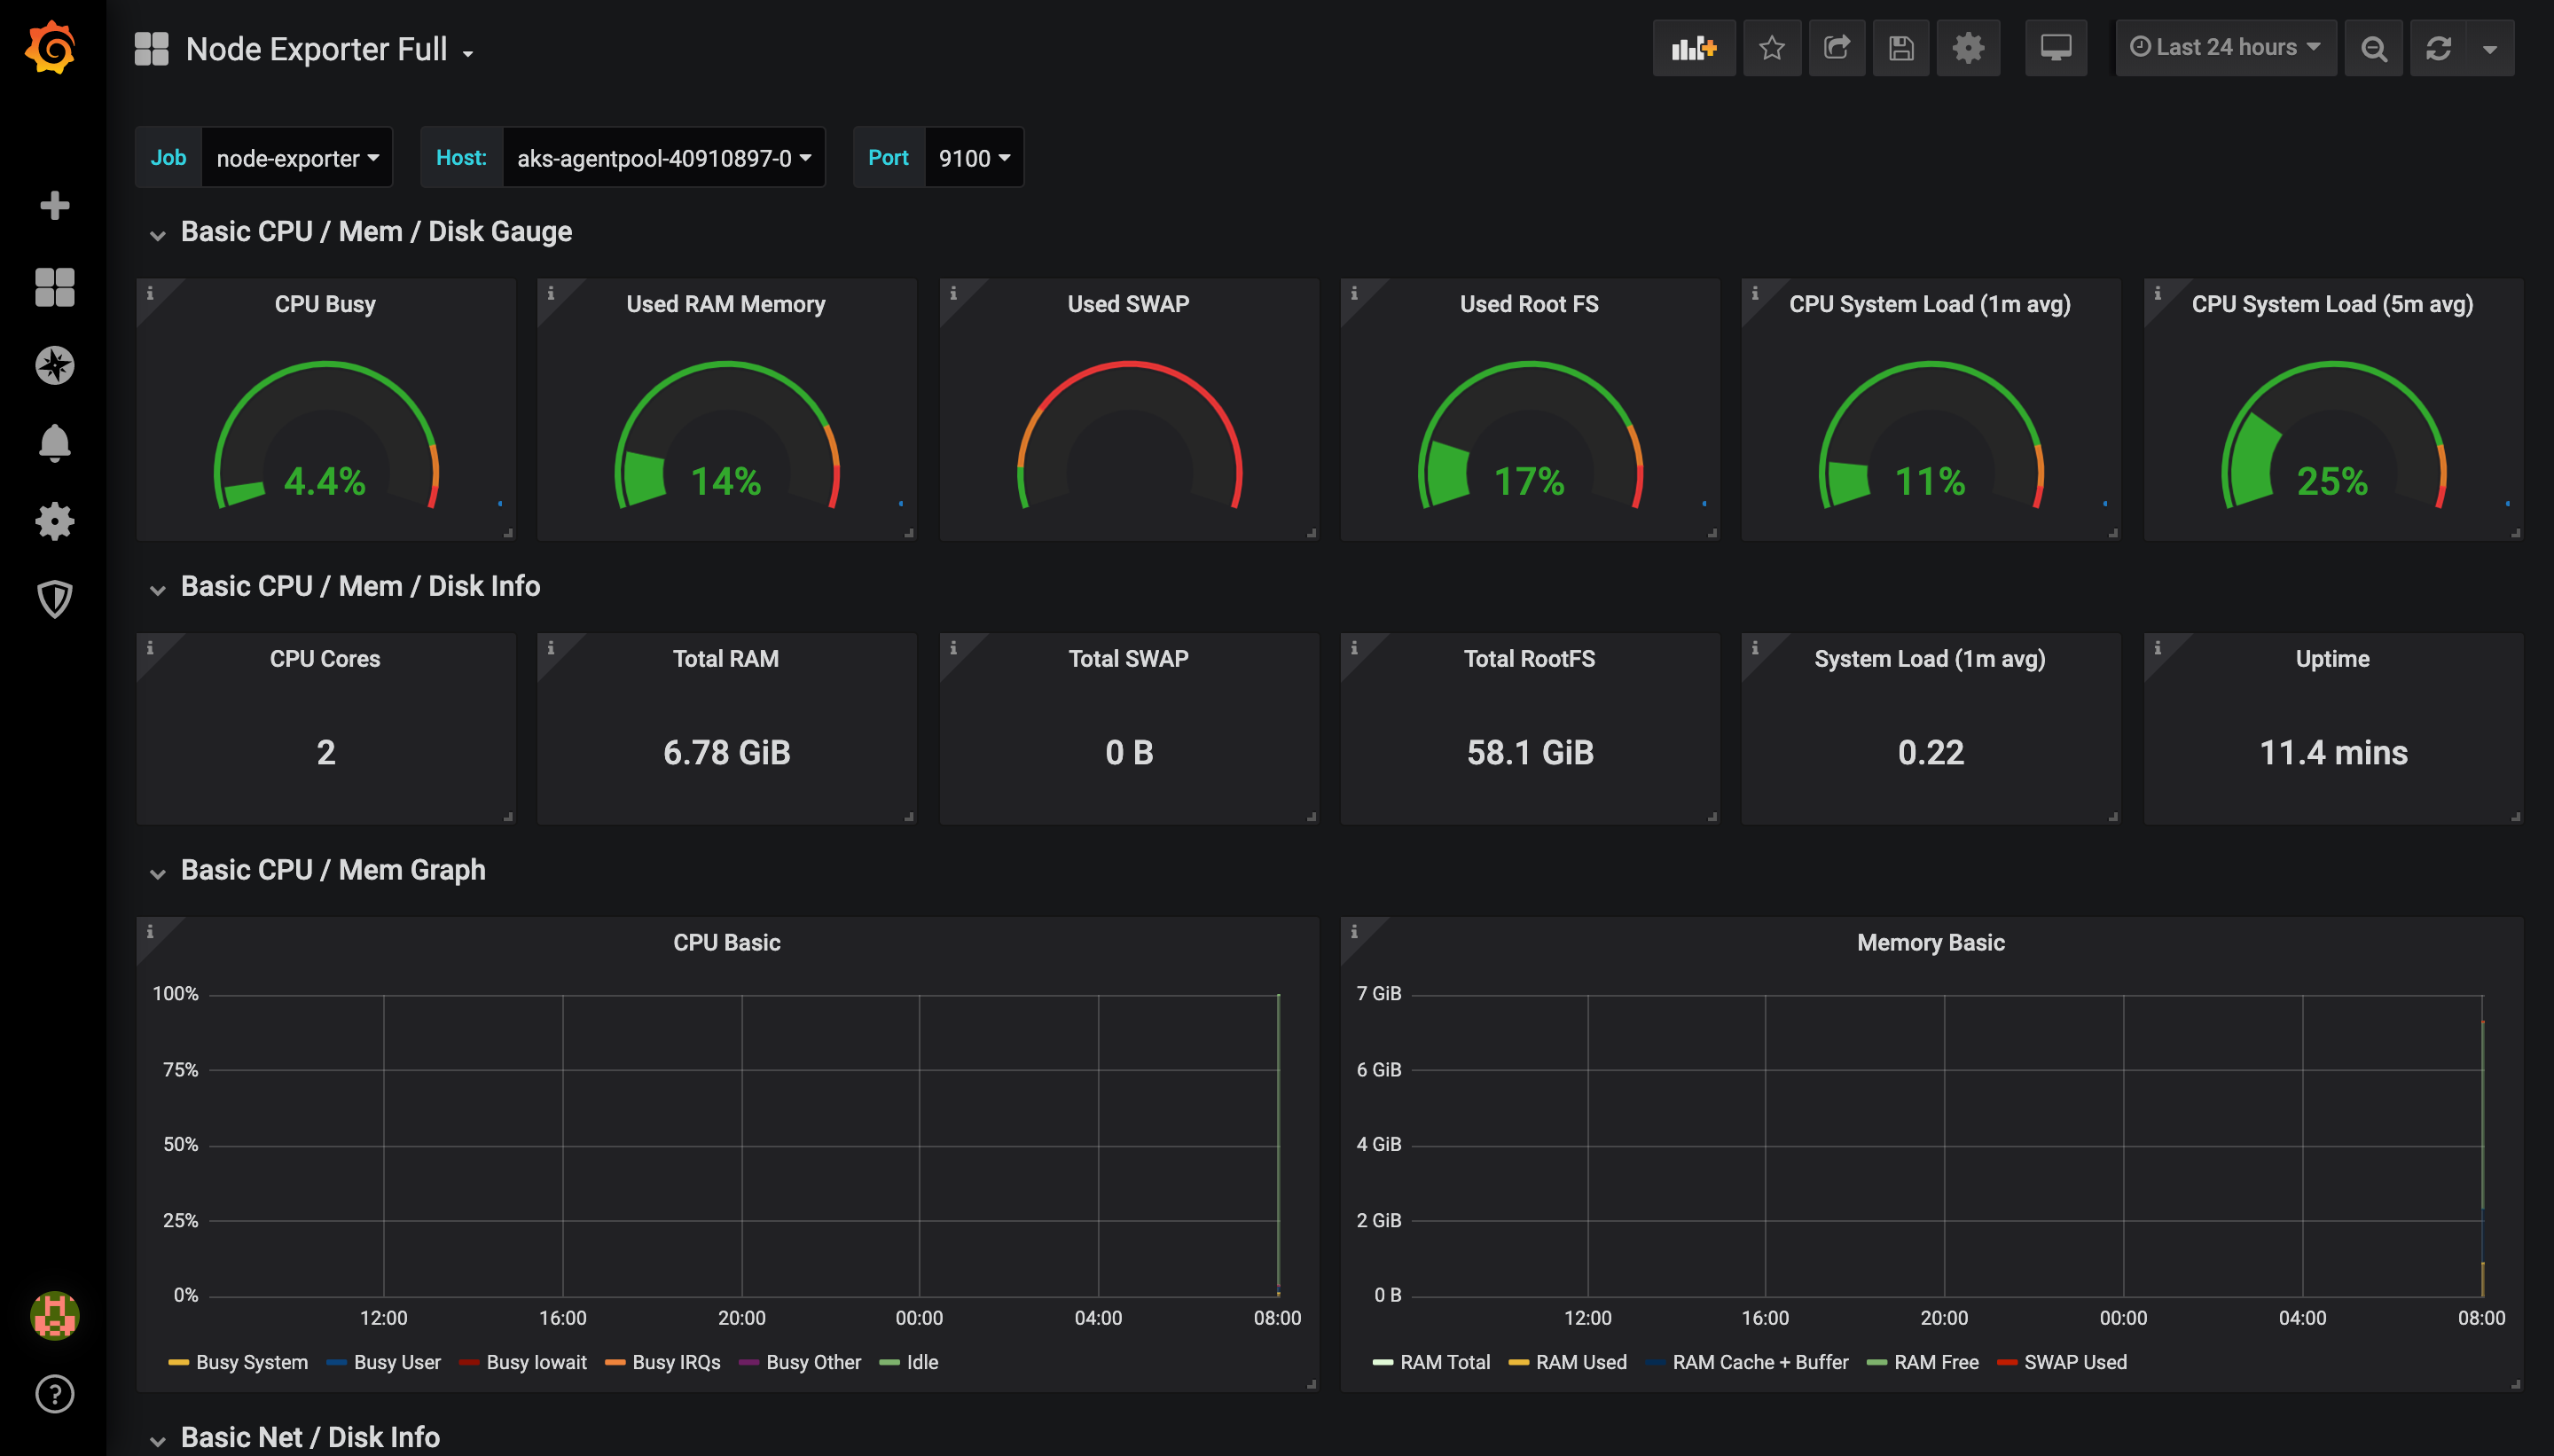 Node Exporter Full
Last 24 hours
Job node-exporter Host: aks-agentpool-40910897-0 Port 9100
Basic CPU / Mem / Disk Gauge
CPU Busy
4.4%
Used RAM Memory
14%
Used SWAP
Used Root FS
17%
CPU System Load (1m avg)
11%
CPU System Load (5m avg)
25%
Basic CPU / Mem / Disk Info
CPU Cores
2
Total RAM
6.78 GiB
Total SWAP
0 B
Total RootFS
58.1 GiB
System Load (1m avg)
0.22
Uptime
11.4 mins
Basic CPU / Mem Graph
CPU Basic
100%
75%
50%
25%
0%
12:00 16:00 20:00 00:00 04:00 08:00
Busy System Busy User Busy Iowait Busy IRQs Busy Other Idle
Memory Basic
7 GiB
6 GiB
4 GiB
2 GiB
0 B
12:00 16:00 20:00 00:00 04:00 08:00
RAM Total RAM Used RAM Cache + Buffer RAM Free SWAP Used
Basic Net / Disk Info